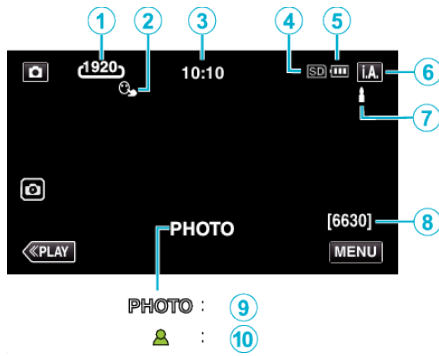 1 2 3 4 5
1920 10:10 SD i.A. 6
7
[6630] 8
PHOTO
≪PLAY MENU
PHOTO : 9
: 10